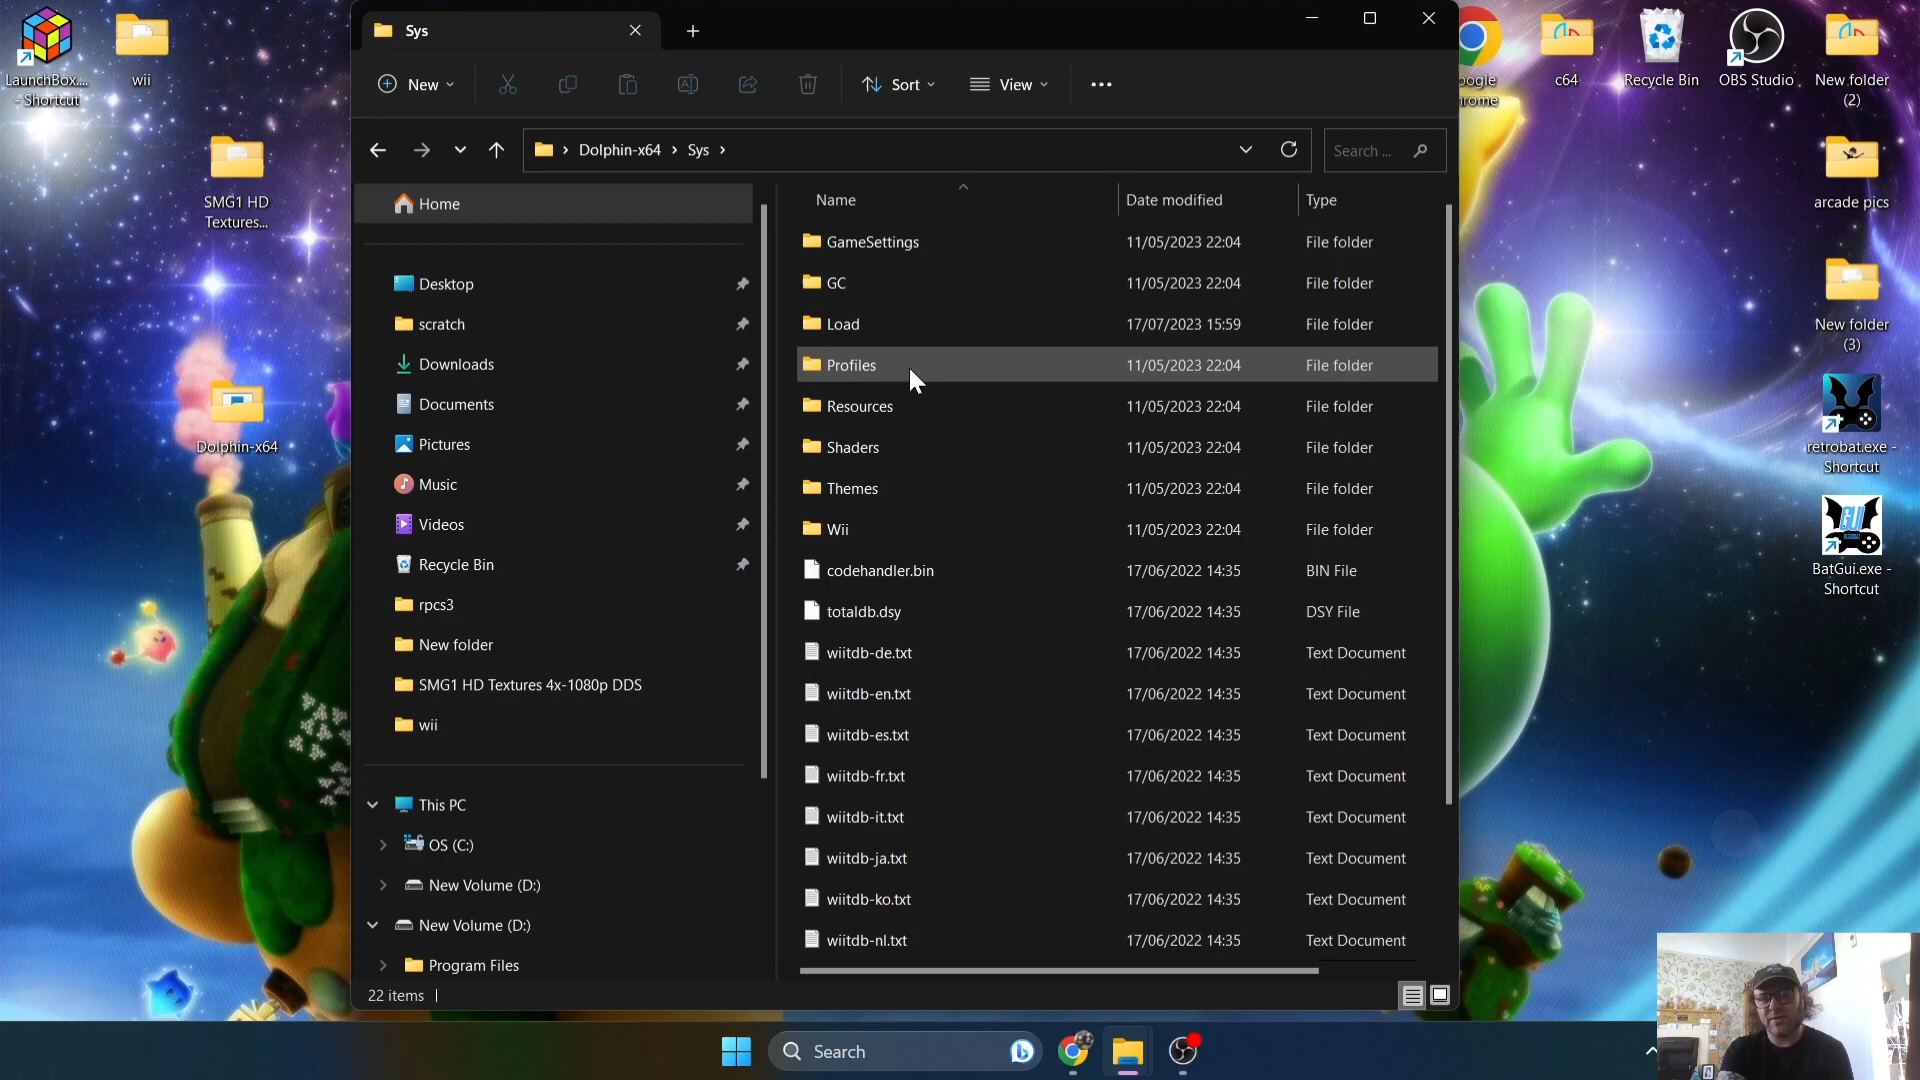 LaunchBox....
- Shortcut
wii
SMG1 HD
Textures...
Dolphin-x64
Sys
New
Sort
View
Dolphin-x64 > Sys >
Search ...
Home
Desktop
scratch
Downloads
Documents
Pictures
Music
Videos
Recycle Bin
rpcs3
New folder
SMG1 HD Textures 4x-1080p DDS
wii
This PC
OS (C:)
New Volume (D:)
New Volume (D:)
Program Files
Name Date modified Type
GameSettings 11/05/2023 22:04 File folder
GC 11/05/2023 22:04 File folder
Load 17/07/2023 15:59 File folder
Profiles 11/05/2023 22:04 File folder
Resources 11/05/2023 22:04 File folder
Shaders 11/05/2023 22:04 File folder
Themes 11/05/2023 22:04 File folder
Wii 11/05/2023 22:04 File folder
codehandler.bin 17/06/2022 14:35 BIN File
totaldb.dsy 17/06/2022 14:35 DSY File
wiitdb-de.txt 17/06/2022 14:35 Text Document
wiitdb-en.txt 17/06/2022 14:35 Text Document
wiitdb-es.txt 17/06/2022 14:35 Text Document
wiitdb-fr.txt 17/06/2022 14:35 Text Document
wiitdb-it.txt 17/06/2022 14:35 Text Document
wiitdb-ja.txt 17/06/2022 14:35 Text Document
wiitdb-ko.txt 17/06/2022 14:35 Text Document
wiitdb-nl.txt 17/06/2022 14:35 Text Document
22 items
oogle
hrome
c64
Recycle Bin
OBS Studio
New folder
(2)
arcade pics
New folder
(3)
retrobat.exe -
Shortcut
GUI
BatGui.exe -
Shortcut
Search